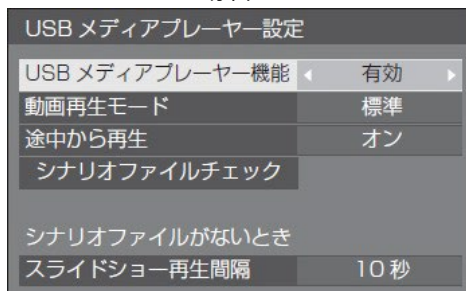 USB メディアプレーヤー設定
USB メディアプレーヤー機能 有効
動画再生モード 標準
途中から再生 オン
シナリオファイルチェック
シナリオファイルがないとき
スライドショー再生間隔 10 秒